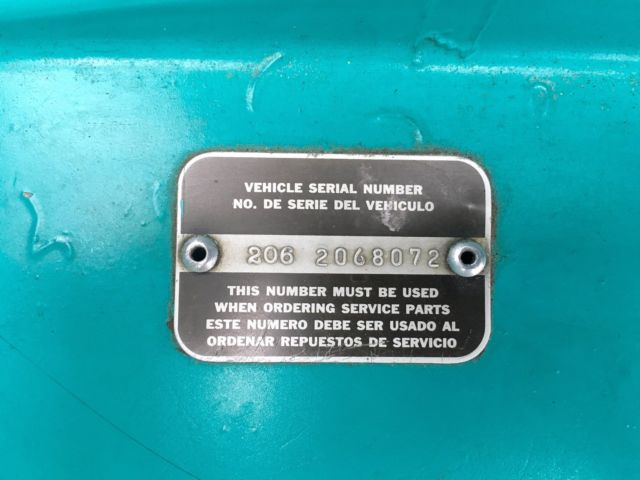 VEHICLE SERIAL NUMBER
NO. DE SERIE DEL VEHICULO
206 2068072
THIS NUMBER MUST BE USED
WHEN ORDERING SERVICE PARTS
ESTE NUMERO DEBE SER USADO AL
ORDENAR REPUESTOS DE SERVICIO